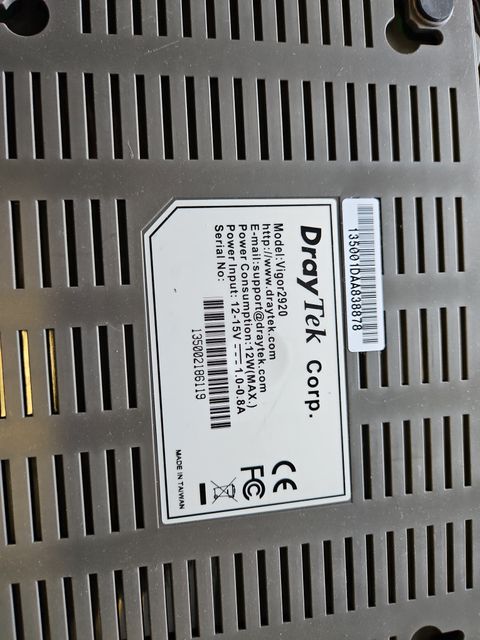 135001DAA838878
DrayTek Corp.
Model:Vigor2920
http://www.draytek.com
E-mail:support@draytek.com
Power Consumption:12W(MAX.)
Power Input: 12-15V⎓ 1.0-0.8A
Serial No:
135002186119
CE
FC
MADE IN TAIWAN